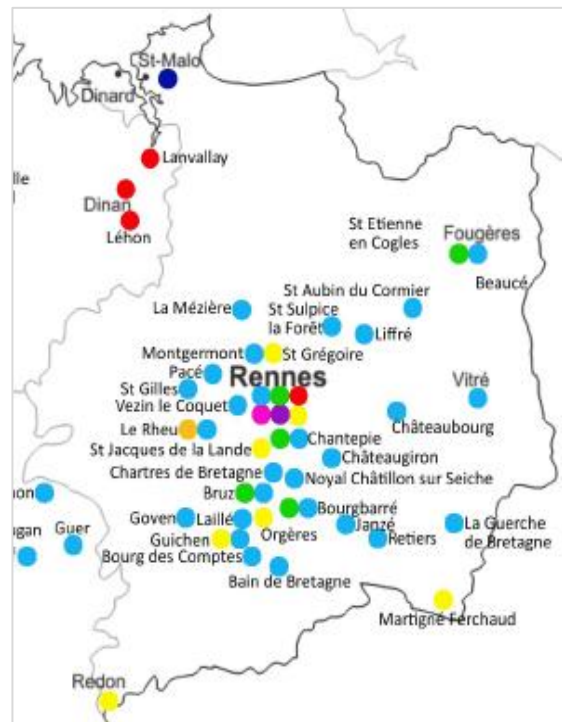 St-Malo
Dinard
Lanvallay
Dinan
Léhon
St Etienne
en Cogles
Fougères
Beaucé
St Aubin du Cormier
La Mézière
St Sulpice
la Forêt
Liffré
Montgermont
St Grégoire
Pacé
Rennes
St Gilles
Vitré
Vezin le Coquet
Châteaubourg
Le Rheu
Chantepie
St Jacques de la Lande
Châteaugiron
Chartres de Bretagne
Noyal Châtillon sur Seiche
Bruz
Bourgbarré
Goven
Laillé
Orgères
Janzé
La Guerche
de Bretagne
Guer
Guichen
Retiers
Bourg des Comptes
Bain de Bretagne
Martigné Ferchaud
Redon